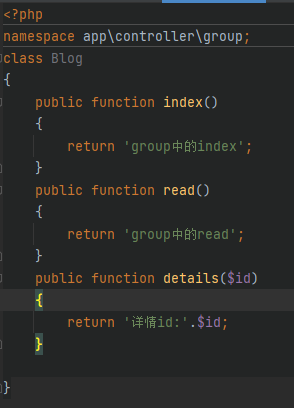 <?php
namespace app\controller\group;
class Blog
{
    public function index()
    {
        return 'group中的index';
    }
    public function read()
    {
        return 'group中的read';
    }
    public function details($id)
    {
        return '详情id:'.$id;
    }
}